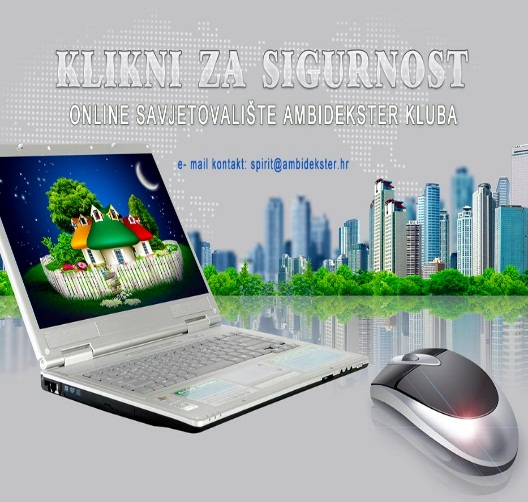 KLIKNI ZA SIGURNOST
ONLINE SAVJETOVALIŠTE AMBIDEKSTER KLUBA
e- mail kontakt: spirit@ambidekster.hr